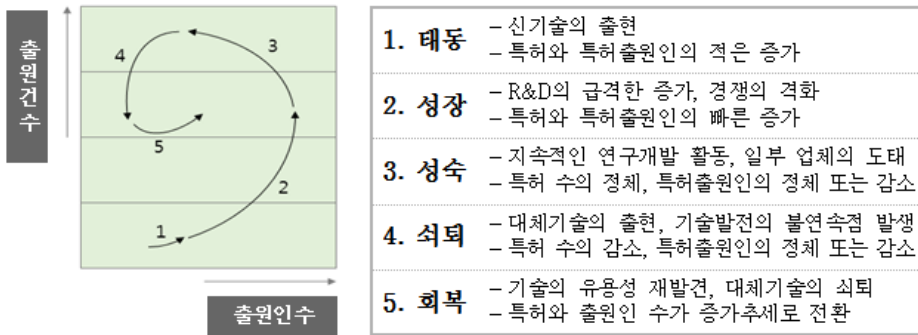 출원건수
4
3
5
2
1
출원인수
1. 태동
– 신기술의 출현
– 특허와 특허출원인의 적은 증가
2. 성장
– R&D의 급격한 증가, 경쟁의 격화
– 특허와 특허출원인의 빠른 증가
3. 성숙
– 지속적인 연구개발 활동, 일부 업체의 도태
– 특허 수의 정체, 특허출원인의 정체 또는 감소
4. 쇠퇴
– 대체기술의 출현, 기술발전의 불연속점 발생
– 특허 수의 감소, 특허출원인의 정체 또는 감소
5. 회복
– 기술의 유용성 재발견, 대체기술의 쇠퇴
– 특허와 출원인 수가 증가추세로 전환